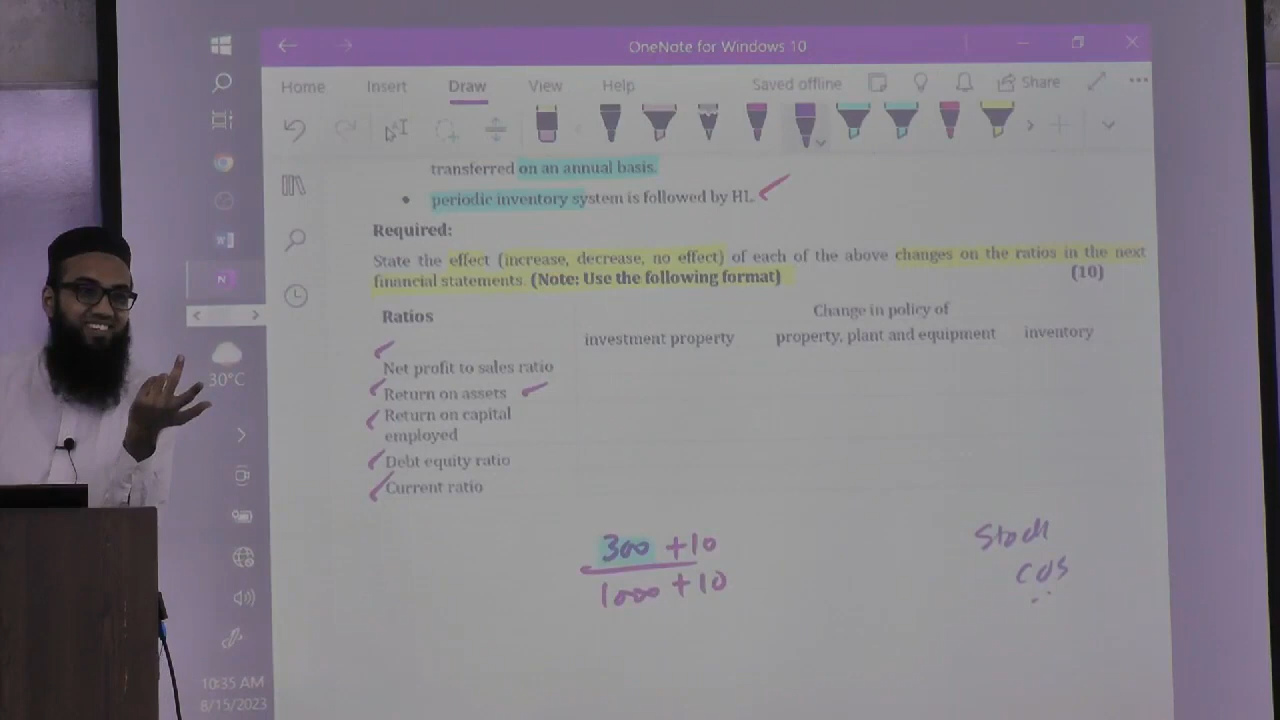 OneNote for Windows 10
Home Insert Draw View Help Saved offline Share
transferred on an annual basis.
• periodic inventory system is followed by HL.
Required:
State the effect (increase, decrease, no effect) of each of the above changes on the ratios in the next
financial statements. (Note: Use the following format) (10)
Ratios Change in policy of
investment property property, plant and equipment inventory
Net profit to sales ratio
Return on assets
Return on capital
employed
Debt equity ratio
Current ratio
300 +10
1000 +10
Stock
COS
30°C
10:35 AM
8/15/2023